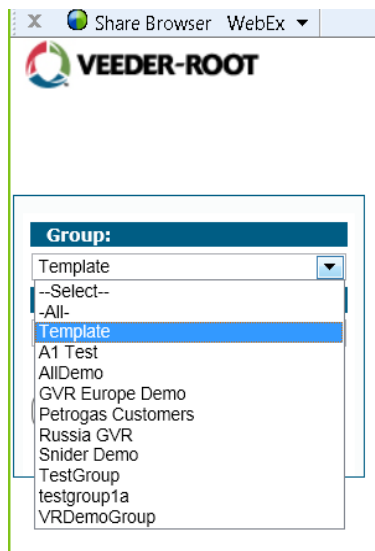 X Share Browser WebEx
VEEDER-ROOT
Group:
Template
--Select--
-All-
Template
A1 Test
AllDemo
GVR Europe Demo
Petrogas Customers
Russia GVR
Snider Demo
TestGroup
testgroup1a
VRDemoGroup